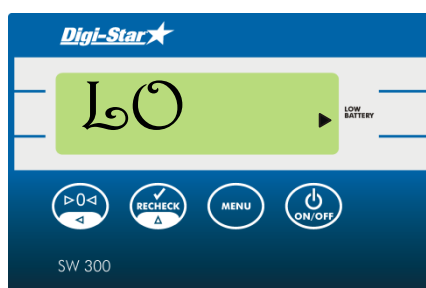 Digi-Star
LO
LOW
BATTERY
0
RECHECK
MENU
ON/OFF
SW 300